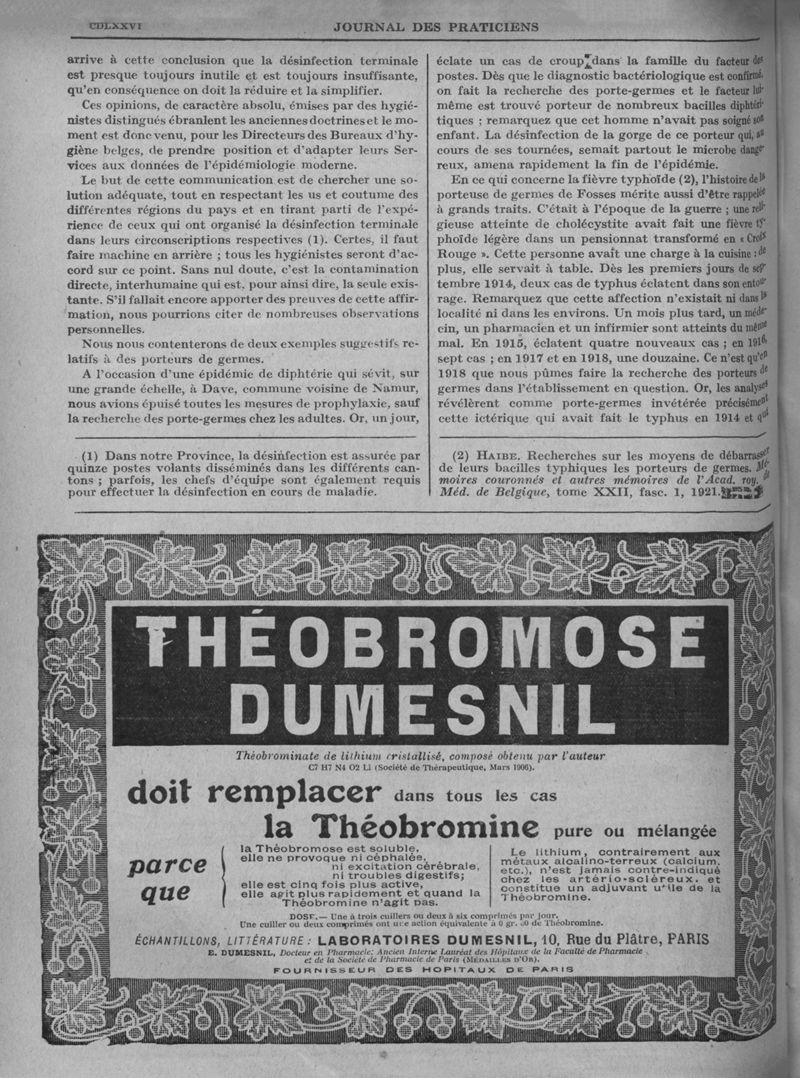 CDLXXVI
JOURNAL DES PRATICIENS
arrive à cette conclusion que la désinfection terminale
est presque toujours inutile et est toujours insuffisante,
qu'en conséquence on doit la réduire et la simplifier.
Ces opinions, de caractère absolu, émises par des hygié-
nistes distingués ébranlent les anciennes doctrines et le mo-
ment est donc venu, pour les Directeurs des Bureaux d'hy-
giène belges, de prendre position et d'adapter leurs Ser-
vices aux données de l'épidémiologie moderne.
Le but de cette communication est de chercher une so-
lution adéquate, tout en respectant les us et coutume des
différentes régions du pays et en tirant parti de l'expé-
rience de ceux qui ont organisé la désinfection terminale
dans leurs circonscriptions respectives (1). Certes, il faut
faire machine en arrière ; tous les hygiénistes seront d'ac-
cord sur ce point. Sans nul doute, c'est la contamination
directe, interhumaine qui est, pour ainsi dire, la seule exis-
tante. S'il fallait encore apporter des preuves de cette affir-
mation, nous pourrions citer de nombreuses observations
personnelles.
Nous nous contenterons de deux exemples suggestifs re-
latifs à des porteurs de germes.
A l'occasion d'une épidémie de diphtérie qui sévit, sur
une grande échelle, à Dave, commune voisine de Namur,
nous avions épuisé toutes les mesures de prophylaxie, sauf
la recherche des porte-germes chez les adultes. Or, un jour,
(1) Dans notre Province, la désinfection est assurée par
quinze postes volants disséminés dans les différents can-
tons ; parfois, les chefs d'équipe sont également requis
pour effectuer la désinfection en cours de maladie.
éclate un cas de croup dans la famille du facteur des
postes. Dès que le diagnostic bactériologique est confirmé,
on fait la recherche des porte-germes et le facteur lui-
même est trouvé porteur de nombreux bacilles diphtéri-
tiques ; remarquez que cet homme n'avait pas soigné son
enfant. La désinfection de la gorge de ce porteur qui, au
cours de ses tournées, semait partout le microbe dange-
reux, amena rapidement la fin de l'épidémie.
En ce qui concerne la fièvre typhoïde (2), l'histoire de la
porteuse de germes de Fosses mérite aussi d'être rappelée
à grands traits. C'était à l'époque de la guerre ; une reli-
gieuse atteinte de cholécystite avait fait une fièvre ty-
phoïde légère dans un pensionnat transformé en « Croix
Rouge ». Cette personne avait une charge à la cuisine : de
plus, elle servait à table. Dès les premiers jours de sep-
tembre 1914, deux cas de typhus éclatent dans son entou-
rage. Remarquez que cette affection n'existait ni dans la
localité ni dans les environs. Un mois plus tard, un méde-
cin, un pharmacien et un infirmier sont atteints du même
mal. En 1915, éclatent quatre nouveaux cas ; en 1916,
sept cas ; en 1917 et en 1918, une douzaine. Ce n'est qu'en
1918 que nous pûmes faire la recherche des porteurs de
germes dans l'établissement en question. Or, les analyses
révélèrent comme porte-germes invétérée précisément
cette ictérique qui avait fait le typhus en 1914 et qui
(2) HAIBE. Recherches sur les moyens de débarrasser
de leurs bacilles typhiques les porteurs de germes. Mé-
moires couronnés et autres mémoires de l'Acad. roy. de
Méd. de Belgique, tome XXII, fasc. 1, 1921.
THÉOBROMOSE
DUMESNIL
Théobrominate de lithium cristallisé, composé obtenu par l'auteur
C7 H7 N4 O2 Li (Société de Thérapeutique, Mars 1906).
doit remplacer dans tous les cas
la Théobromine pure ou mélangée
parce
que
la Théobromose est soluble,
elle ne provoque ni céphalée,
ni excitation cérébrale,
ni troubles digestifs;
elle est cinq fois plus active,
elle agit plus rapidement et quand la
Théobromine n'agit pas.
Le lithium, contrairement aux
métaux alcalino-terreux (calcium,
etc.), n'est jamais contre-indiqué
chez les artério-scléreux, et
constitue un adjuvant utile de la
Théobromine.
DOSE.— Une à trois cuillers ou deux à six comprimés par jour.
Une cuiller ou deux comprimés ont une action équivalente à 0 gr. 50 de Théobromine.
ÉCHANTILLONS, LITTÉRATURE : LABORATOIRES DUMESNIL, 10, Rue du Plâtre, PARIS
E. DUMESNIL, Docteur en Pharmacie; Ancien Interne Lauréat des Hôpitaux de la Faculté de Pharmacie
et de la Société de Pharmacie de Paris (MÉDAILLES D'OR).
FOURNISSEUR DES HOPITAUX DE PARIS